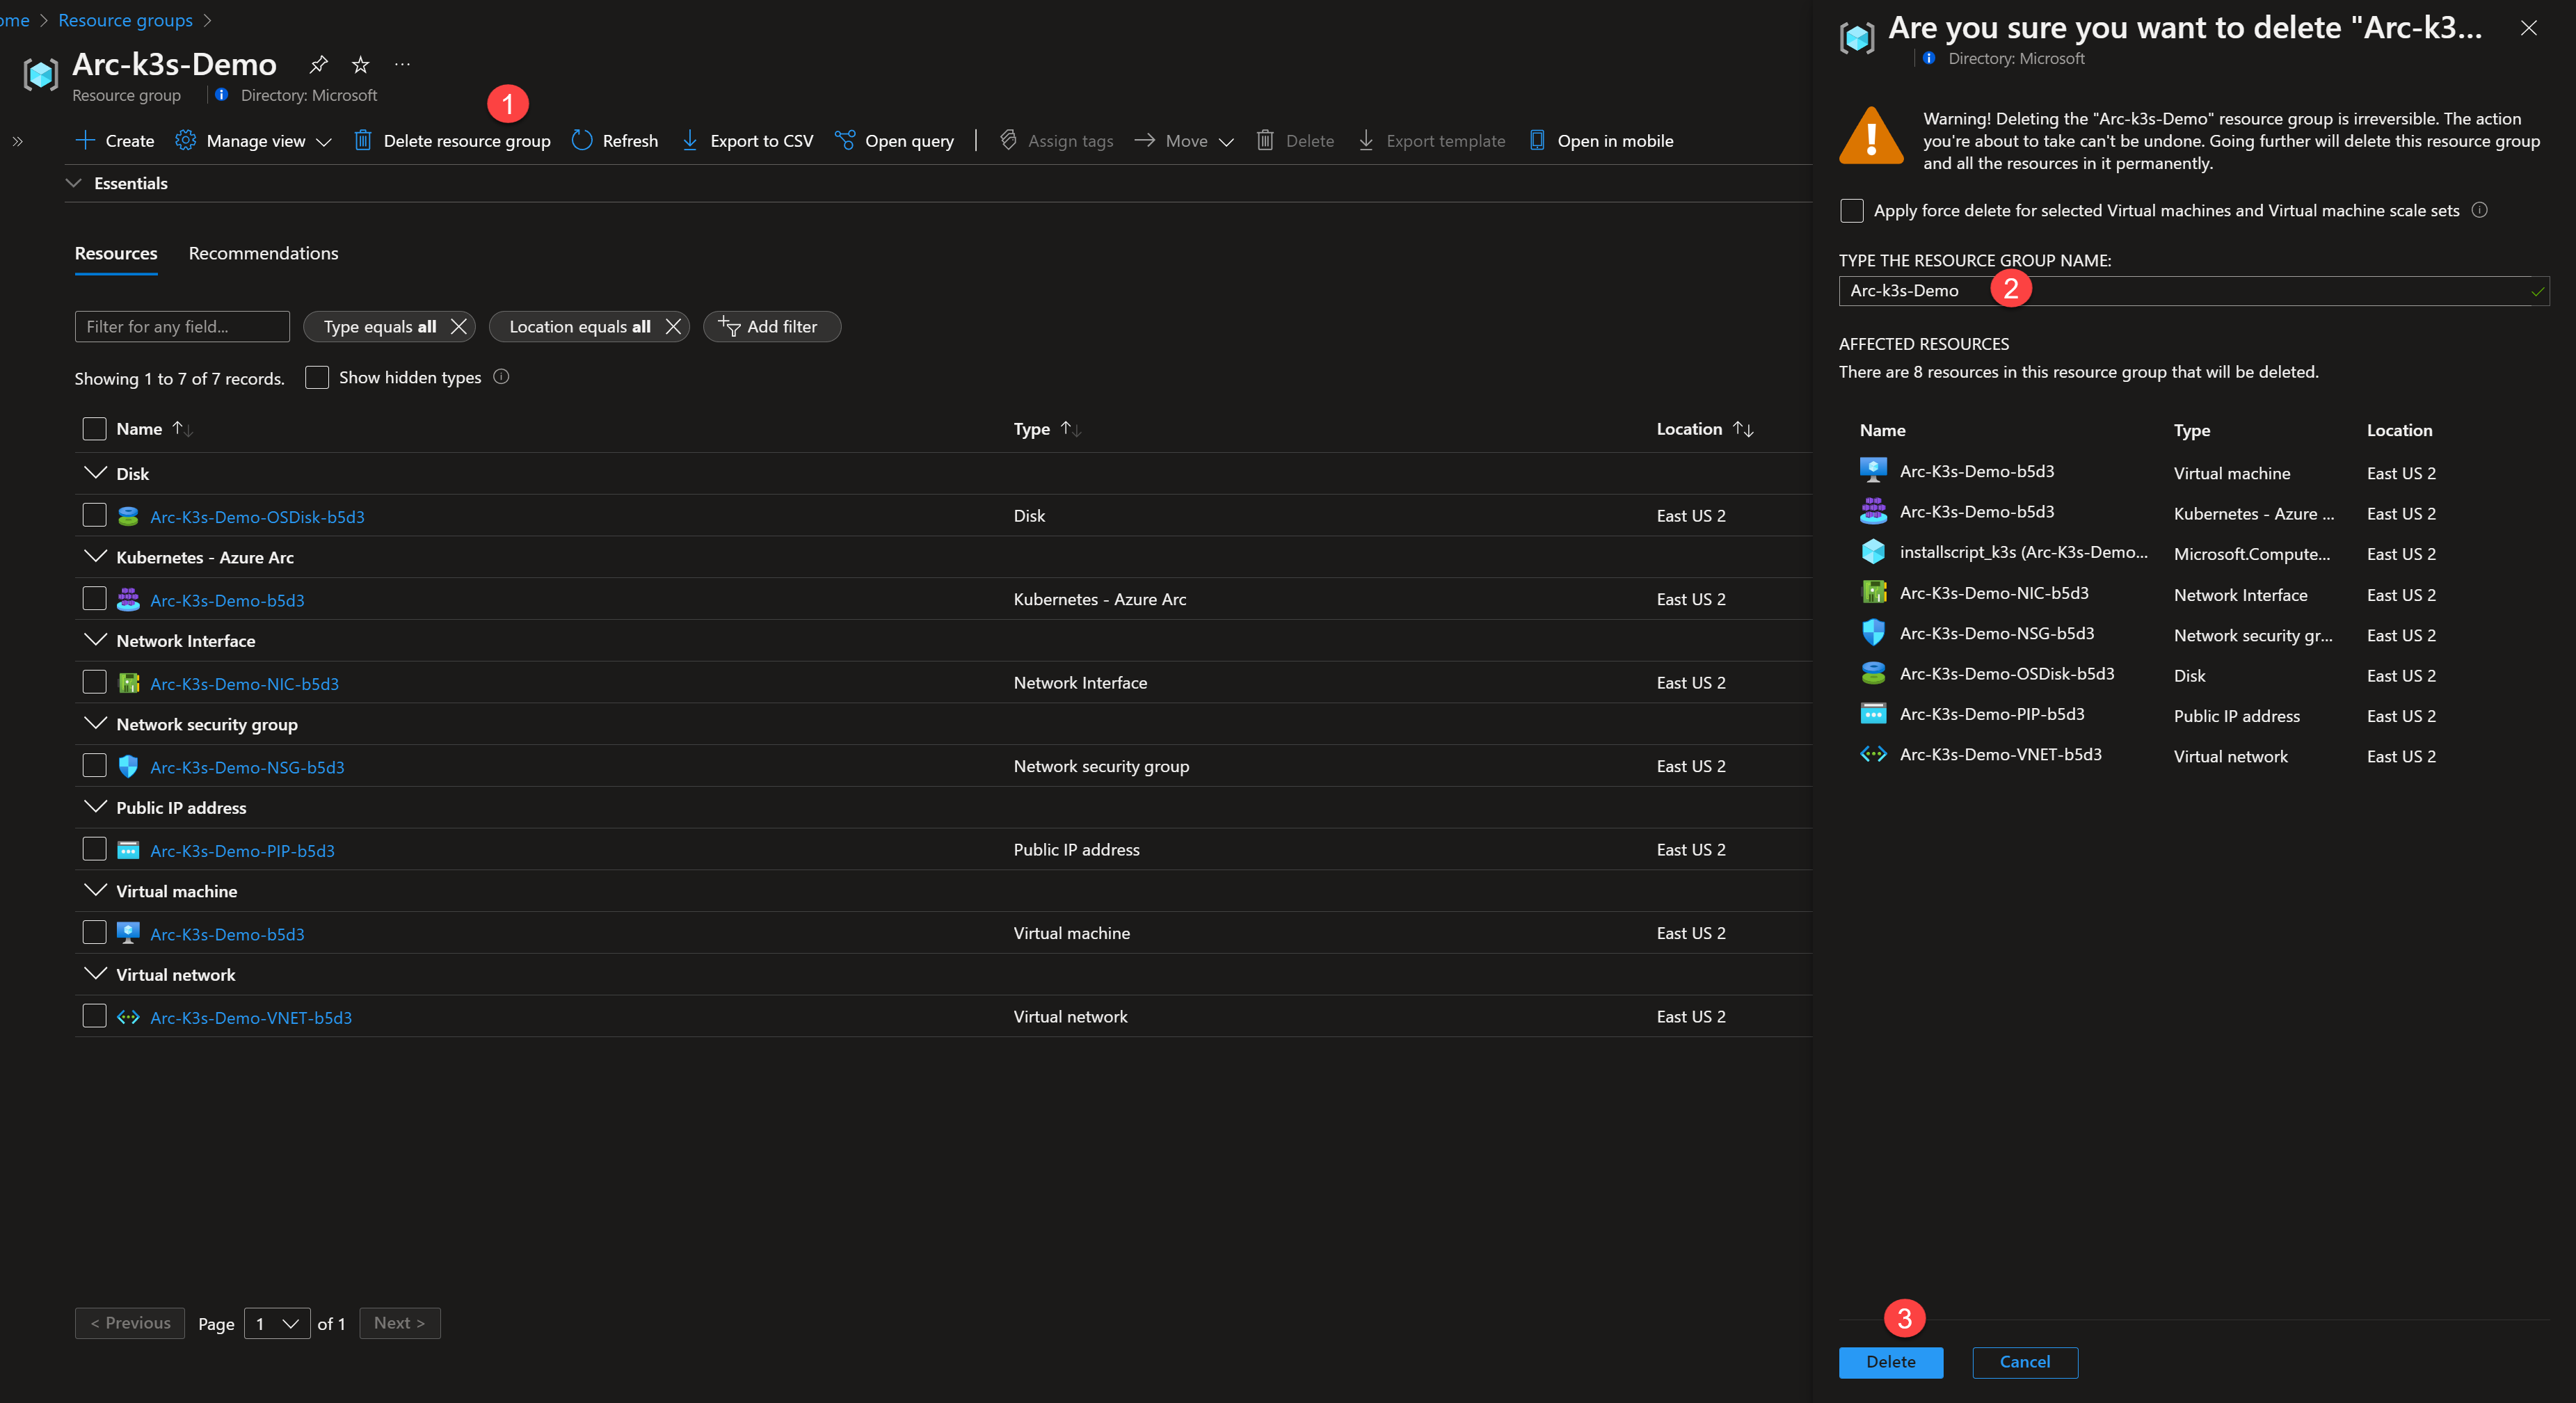 ome > Resource groups >
Arc-k3s-Demo ...
Resource group | Directory: Microsoft
1
» Create Manage view Delete resource group Refresh Export to CSV Open query | Assign tags Move Delete Export template Open in mobile
Essentials
Resources Recommendations
Filter for any field... Type equals all Location equals all Add filter
Showing 1 to 7 of 7 records. Show hidden types
Name Type Location
Disk
Arc-K3s-Demo-OSDisk-b5d3 Disk East US 2
Kubernetes - Azure Arc
Arc-K3s-Demo-b5d3 Kubernetes - Azure Arc East US 2
Network Interface
Arc-K3s-Demo-NIC-b5d3 Network Interface East US 2
Network security group
Arc-K3s-Demo-NSG-b5d3 Network security group East US 2
Public IP address
Arc-K3s-Demo-PIP-b5d3 Public IP address East US 2
Virtual machine
Arc-K3s-Demo-b5d3 Virtual machine East US 2
Virtual network
Arc-K3s-Demo-VNET-b5d3 Virtual network East US 2
< Previous Page 1 of 1 Next >
Are you sure you want to delete "Arc-k3...
Directory: Microsoft
Warning! Deleting the "Arc-k3s-Demo" resource group is irreversible. The action
you're about to take can't be undone. Going further will delete this resource group
and all the resources in it permanently.
Apply force delete for selected Virtual machines and Virtual machine scale sets
TYPE THE RESOURCE GROUP NAME:
Arc-k3s-Demo 2
AFFECTED RESOURCES
There are 8 resources in this resource group that will be deleted.
Name Type Location
Arc-K3s-Demo-b5d3 Virtual machine East US 2
Arc-K3s-Demo-b5d3 Kubernetes - Azure ... East US 2
installscript_k3s (Arc-K3s-Demo... Microsoft.Compute... East US 2
Arc-K3s-Demo-NIC-b5d3 Network Interface East US 2
Arc-K3s-Demo-NSG-b5d3 Network security gr... East US 2
Arc-K3s-Demo-OSDisk-b5d3 Disk East US 2
Arc-K3s-Demo-PIP-b5d3 Public IP address East US 2
Arc-K3s-Demo-VNET-b5d3 Virtual network East US 2
3
Delete Cancel